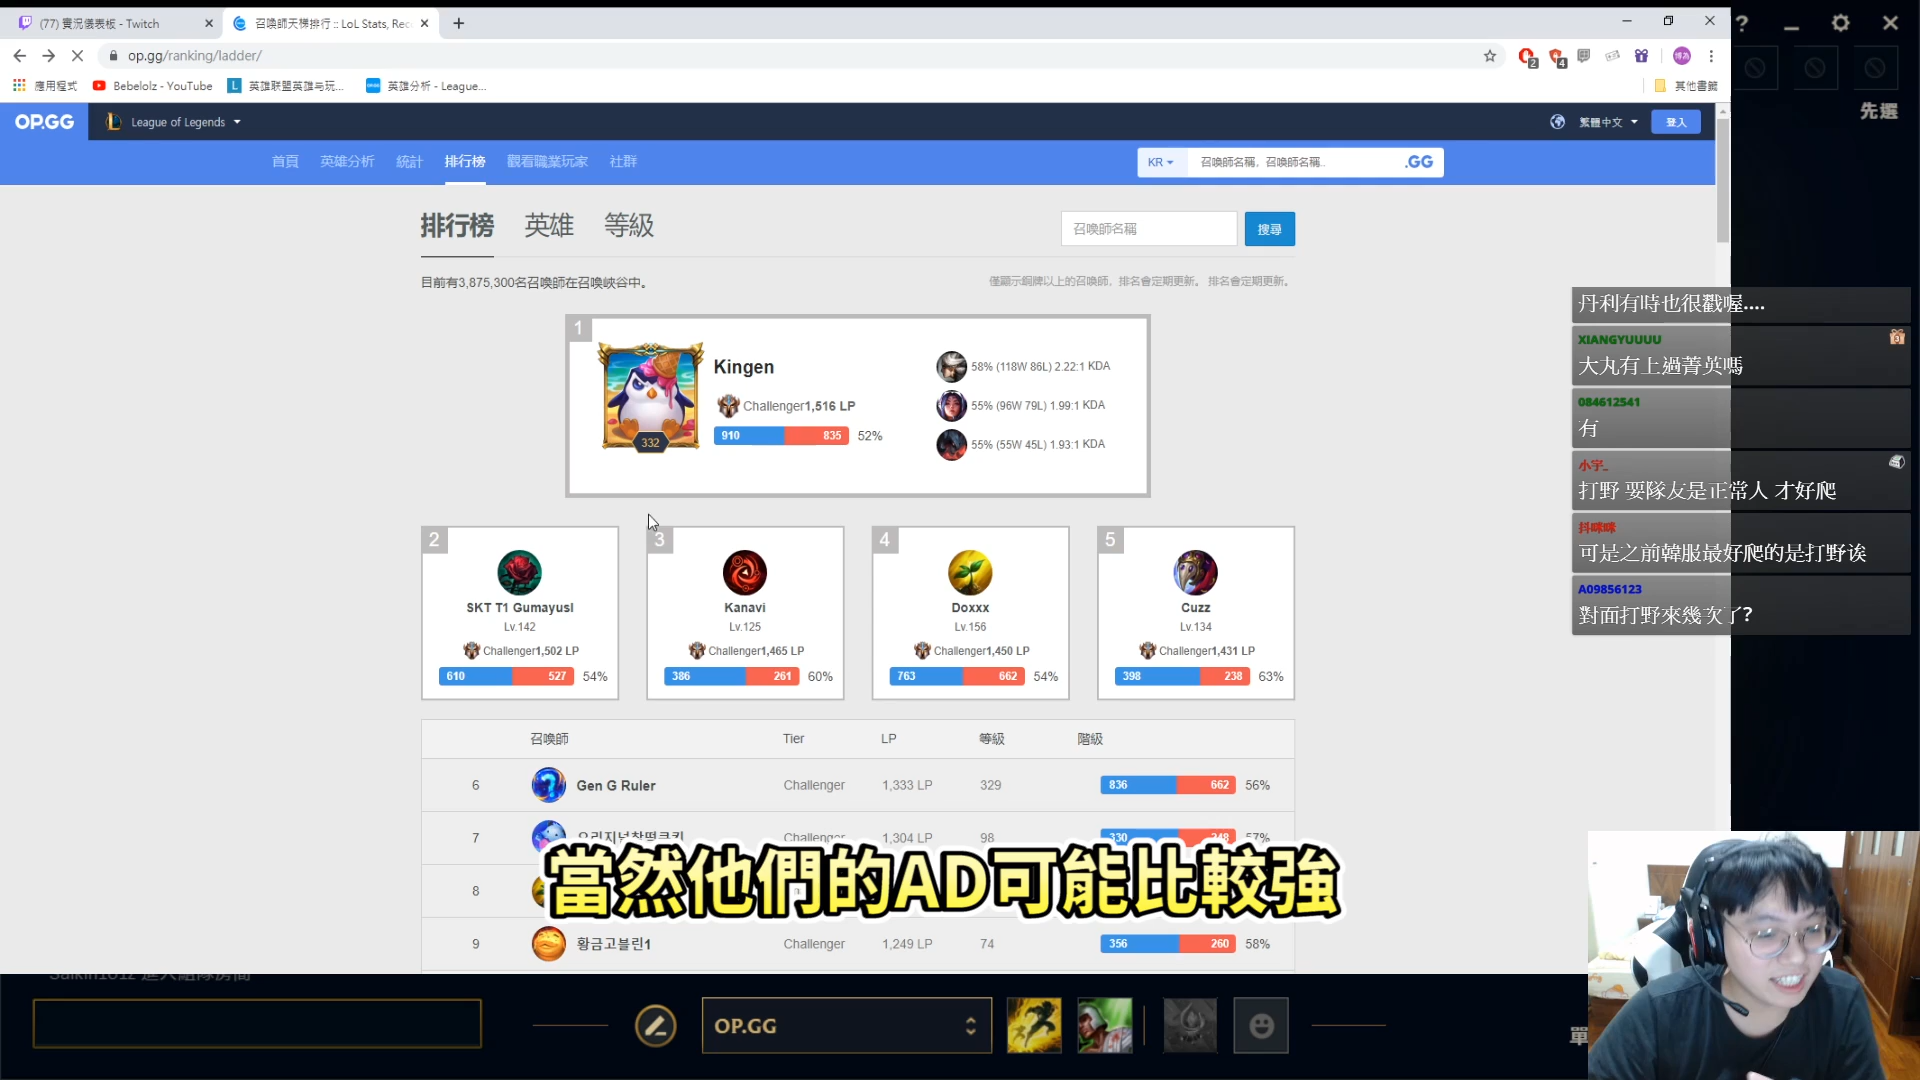 (77) 實況儀表板 - Twitch
召喚師天梯排行 :: LoL Stats, Rec
op.gg/ranking/ladder/
2
4
博為
應用程式
Bebelolz - YouTube
英雄联盟英雄与玩...
英雄分析 - League...
其他書籤
先選
OP.GG
League of Legends
繁體中文
登入
首頁
英雄分析
統計
排行榜
觀看職業玩家
社群
KR
召喚師名稱, 召喚師名稱..
.GG
排行榜
英雄
等級
召喚師名稱
搜尋
目前有3,875,300名召喚師在召喚峽谷中。
僅顯示銅牌以上的召喚師，排名會定期更新。 排名會定期更新。
1
332
Kingen
Challenger1,516 LP
910
835
52%
58% (118W 86L) 2.22:1 KDA
55% (96W 79L) 1.99:1 KDA
55% (55W 45L) 1.93:1 KDA
2
SKT T1 Gumayusl
Lv.142
Challenger1,502 LP
610
527
54%
3
Kanavi
Lv.125
Challenger1,465 LP
386
261
60%
4
Doxxx
Lv.156
Challenger1,450 LP
763
662
54%
5
Cuzz
Lv.134
Challenger1,431 LP
398
238
63%
召喚師
Tier
LP
等級
階級
6
Gen G Ruler
Challenger
1,333 LP
329
836
662
56%
7
Challenger
1,304 LP
98
330
248
57%
8
9
황금고블린1
Challenger
1,249 LP
74
356
260
58%
當然他們的AD可能比較強
丹利有時也很戳喔....
XIANGYUUUU
大丸有上過菁英嗎
084612541
有
小宇_
打野 要隊友是正常人 才好爬
抖咪咪
可是之前韓服最好爬的是打野诶
A09856123
對面打野來幾次了?
OP.GG
單